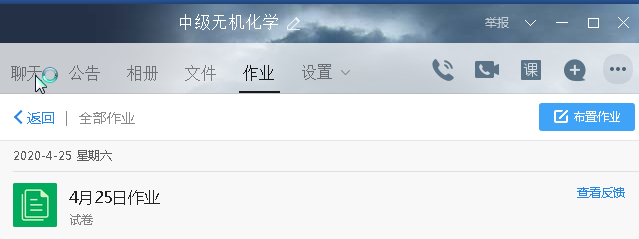 中级无机化学 举报
聊天 公告 相册 文件 作业 设置 课
返回 | 全部作业 布置作业
2020-4-25 星期六
4月25日作业 查看反馈
试卷